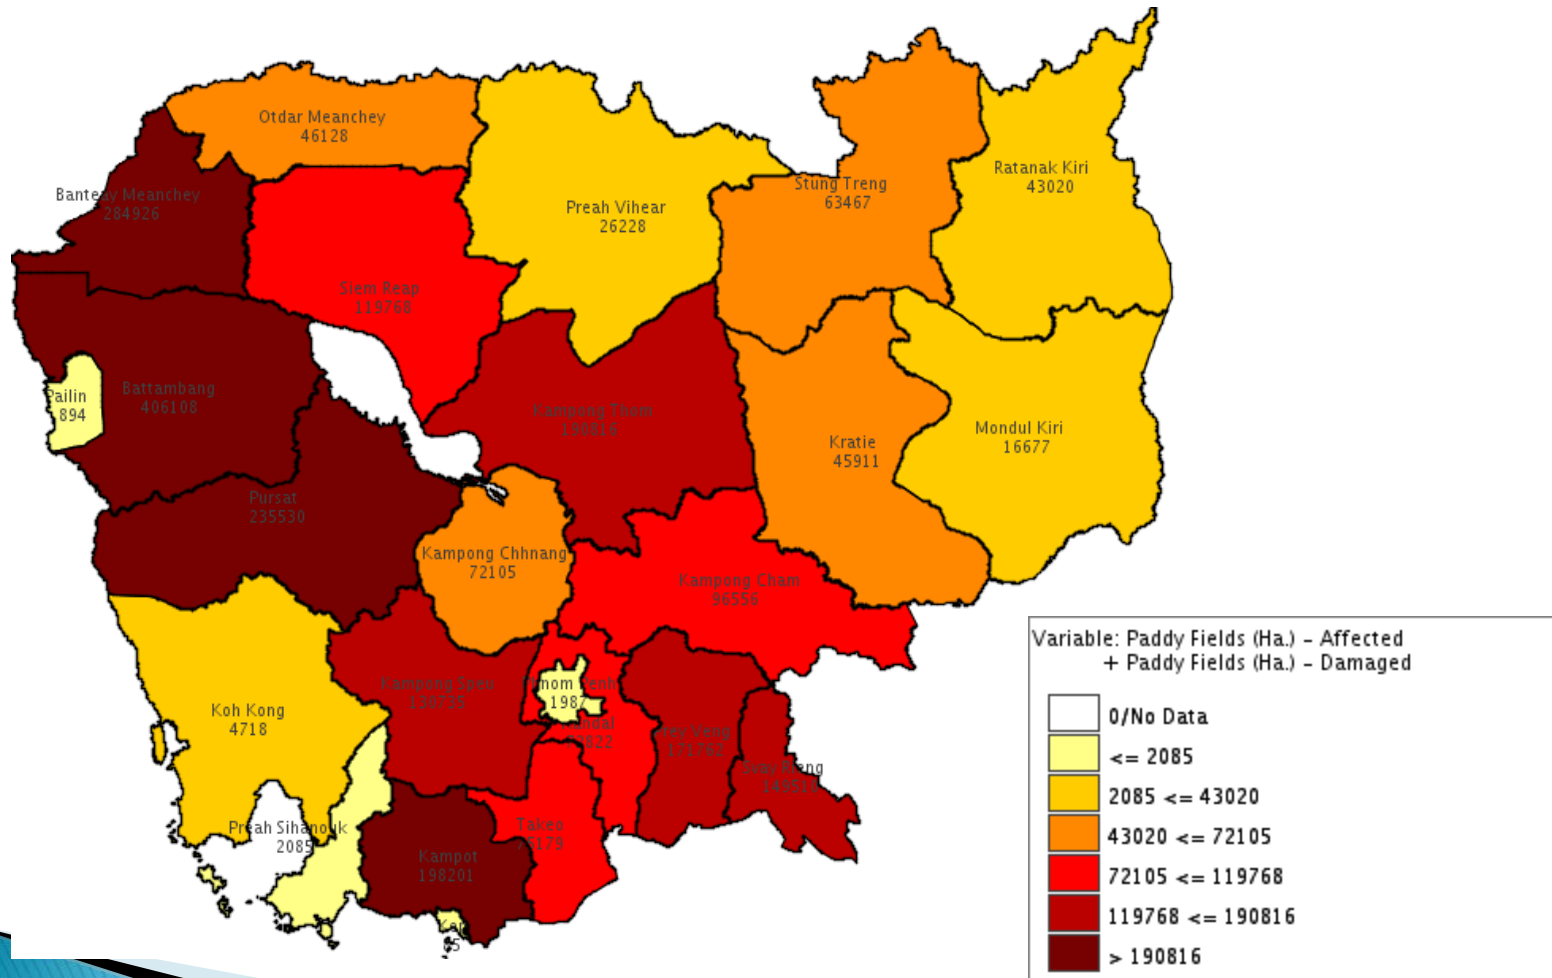 Otdar Meanchey
46128
Banteay Meanchey
284926
Preah Vihear
26228
Stung Treng
63467
Ratanak Kiri
43020
Siem Reap
119768
Battambang
406108
Pailin
894
Kampong Thom
190816
Kratie
45911
Mondul Kiri
16677
Pursat
235530
Kampong Chhnang
72105
Kampong Cham
96556
Kampong Speu
Phnom Penh
1987
Kandal
Prey Veng
171762
Svay Rieng
Koh Kong
4718
Preah Sihanouk
2085
Takeo
Kampot
198201
Variable: Paddy Fields (Ha.) - Affected
+ Paddy Fields (Ha.) - Damaged
0/No Data
<= 2085
2085 <= 43020
43020 <= 72105
72105 <= 119768
119768 <= 190816
> 190816